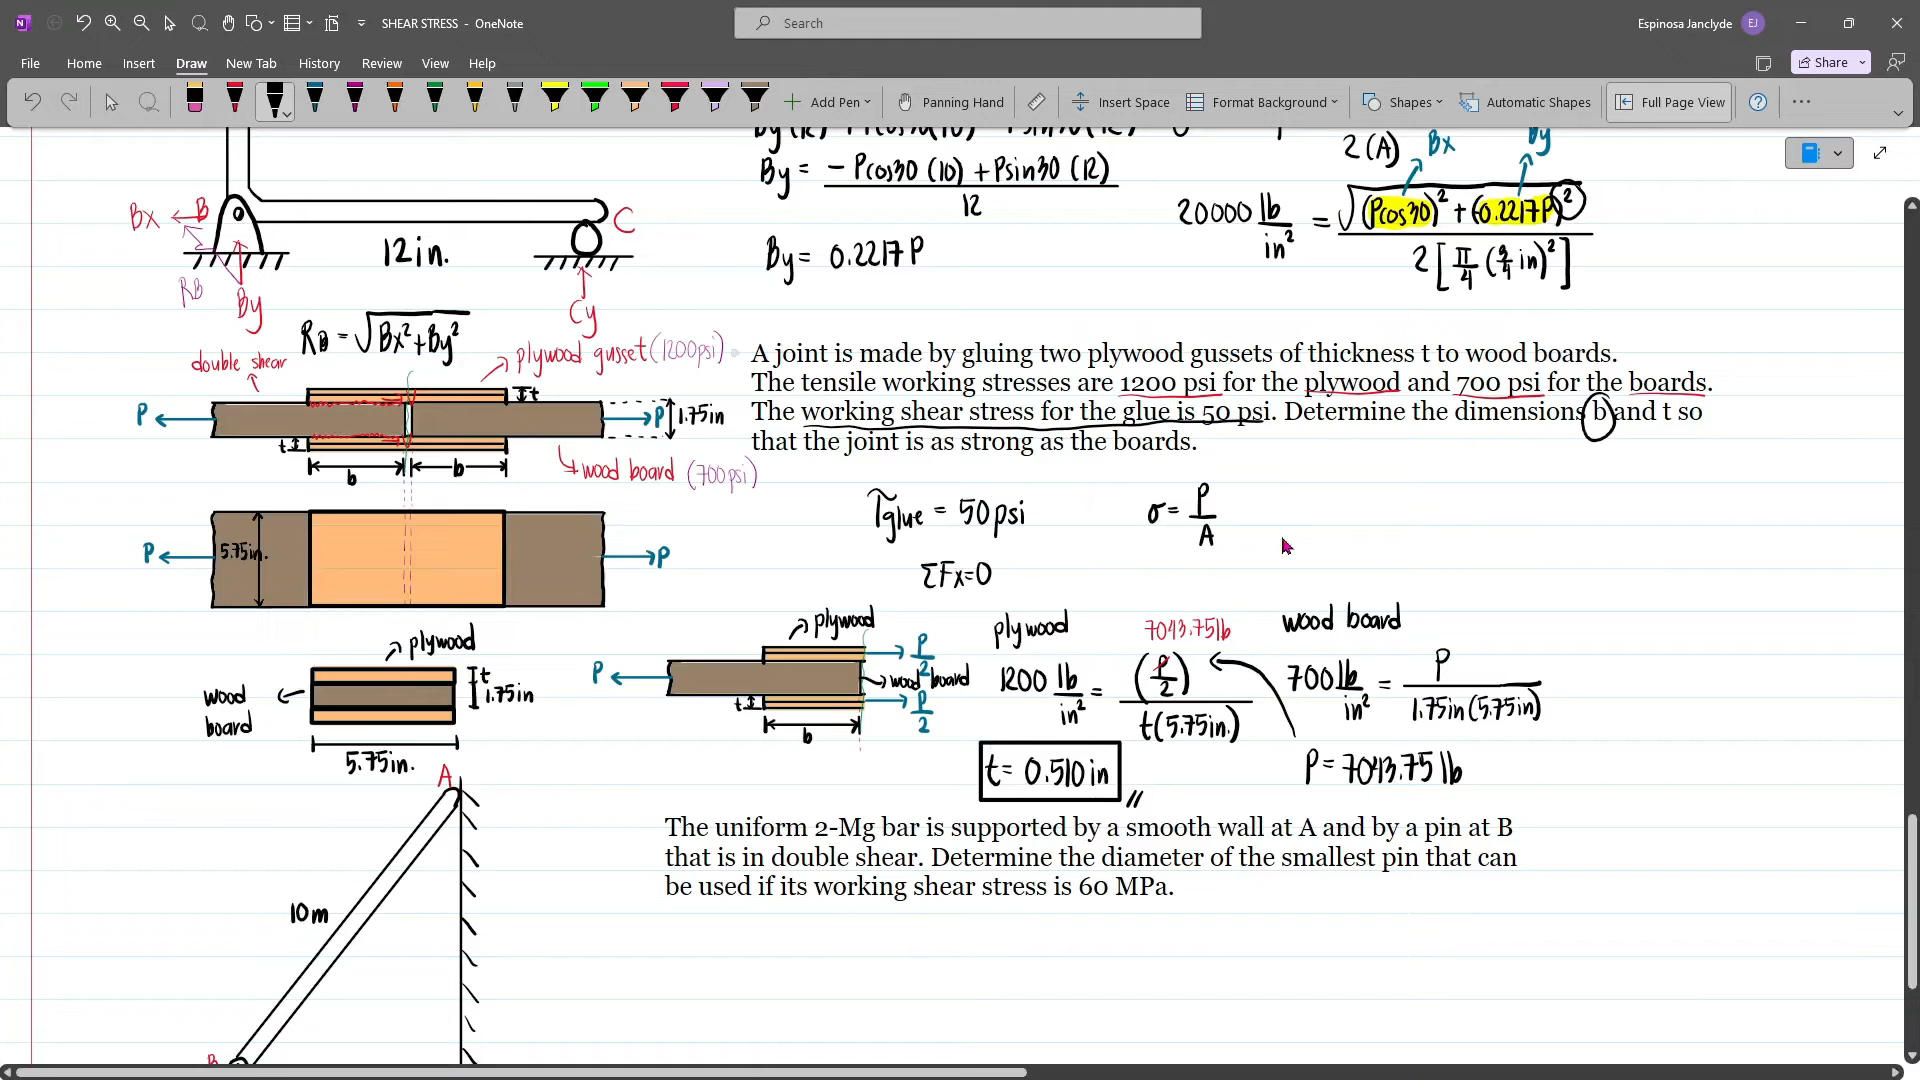 SHEAR STRESS - OneNote
Search
Espinosa Janclyde EJ
File Home Insert Draw New Tab History Review View Help
Share
Add Pen Panning Hand Insert Space Format Background Shapes Automatic Shapes Full Page View
By = (-Pcos30 (10) + Psin30 (12)) / 12
By = 0.2217 P
2 (A) Bx By
20000 lb/in² = √((Pcos30)² + (-0.2217P)²) / 2[π/4 (3/4 in)²]
Bx B
12in.
C
RB By
Cy
RB = √(Bx² + By²)
double shear
plywood gusset (1200psi)
t
P P 1.75in
t
b b
wood board (700psi)
A joint is made by gluing two plywood gussets of thickness t to wood boards.
The tensile working stresses are 1200 psi for the plywood and 700 psi for the boards.
The working shear stress for the glue is 50 psi. Determine the dimensions b and t so
that the joint is as strong as the boards.
P 5.75in. P
τglue = 50psi σ = P/A
ΣFx=0
plywood
wood board
t
1.75in
5.75in.
plywood
P P/2
wood board
t P/2
b
plywood 7043.75lb wood board
1200 lb/in² = (P/2) / t(5.75in.)
700 lb/in² = P / 1.75in(5.75in)
t = 0.510in
P = 7043.75 lb
A
The uniform 2-Mg bar is supported by a smooth wall at A and by a pin at B
that is in double shear. Determine the diameter of the smallest pin that can
be used if its working shear stress is 60 MPa.
10m
B